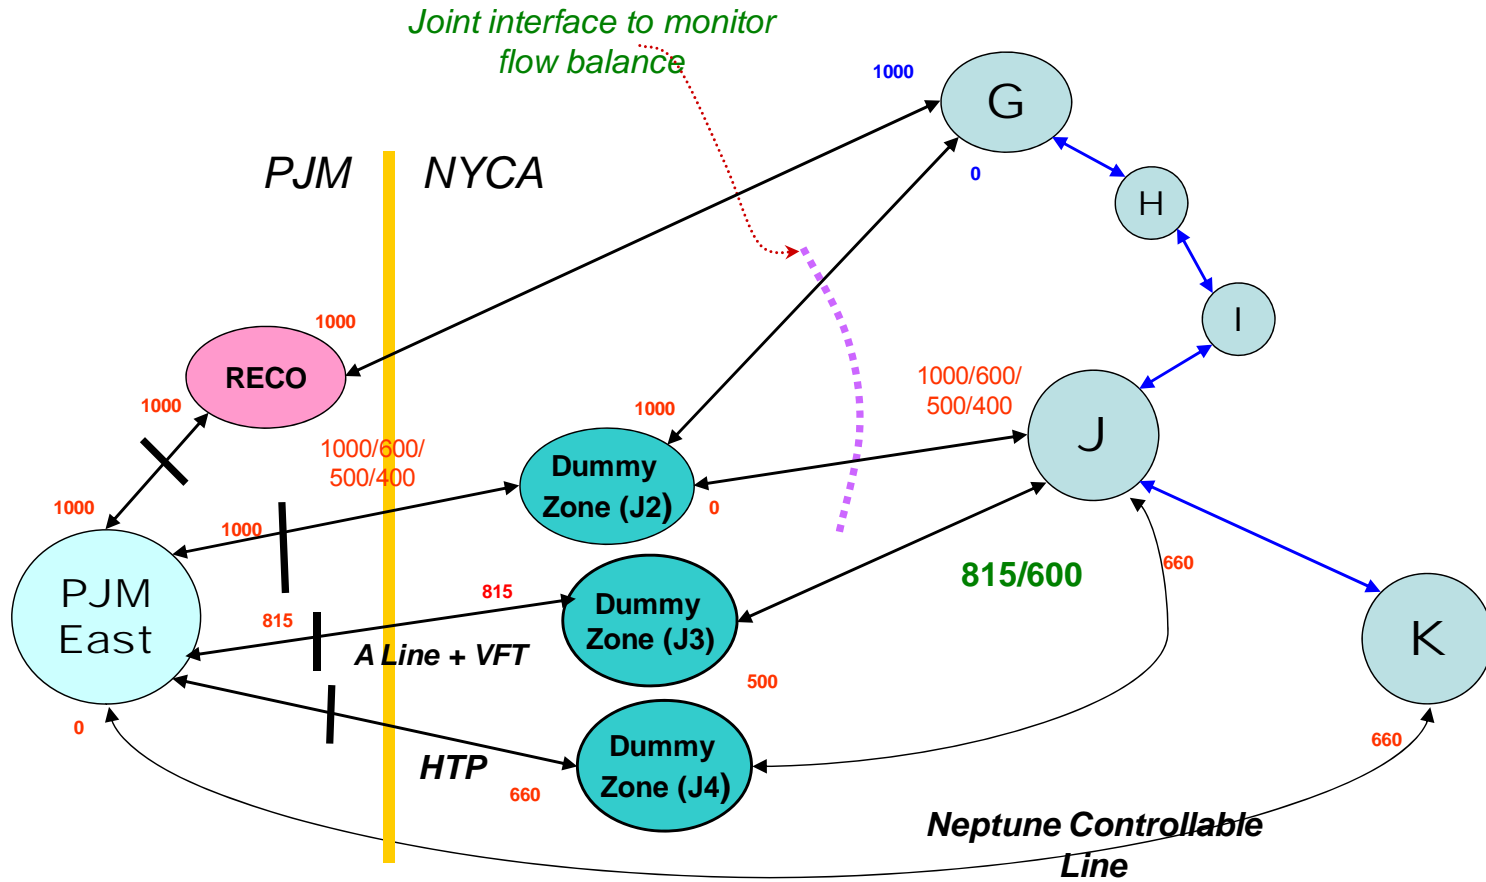 Joint interface to monitor
flow balance
1000
G
PJM
NYCA
0
H
I
1000
RECO
1000
1000/600/
500/400
1000
1000/600/
500/400
J
Dummy
Zone (J2)
0
1000
1000
PJM
East
815
815
A Line + VFT
Dummy
Zone (J3)
815/600
660
500
K
0
HTP
660
Dummy
Zone (J4)
660
Neptune Controllable
Line